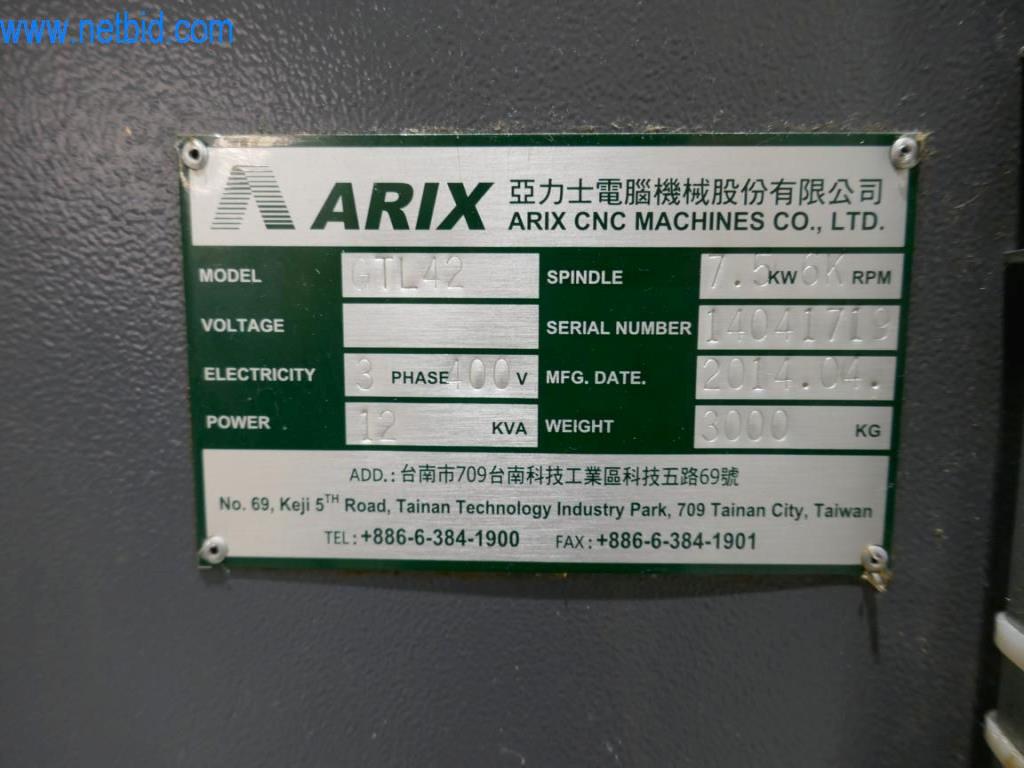 www.netbid.com
ARIX 亞力士電腦機械股份有限公司
ARIX CNC MACHINES CO., LTD.
MODEL GTL42 SPINDLE 7.5 KW 6K RPM
VOLTAGE SERIAL NUMBER 14041719
ELECTRICITY 3 PHASE 400 V MFG. DATE. 2014.04.
POWER 12 KVA WEIGHT 3000 KG
ADD.: 台南市709台南科技工業區科技五路69號
No. 69, Keji 5TH Road, Tainan Technology Industry Park, 709 Tainan City, Taiwan
TEL: +886-6-384-1900 FAX: +886-6-384-1901